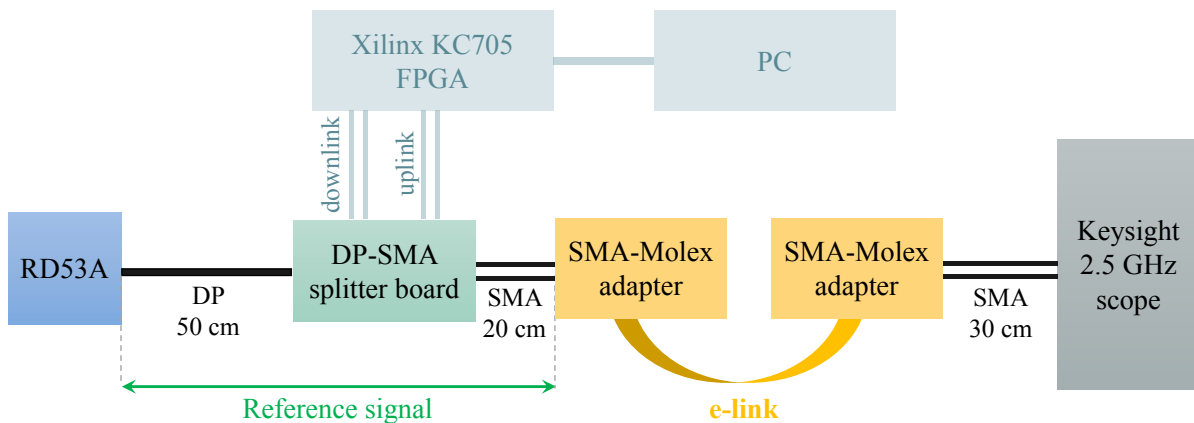 Xilinx KC705
FPGA
PC
downlink
uplink
RD53A
DP
50 cm
DP-SMA
splitter board
SMA
20 cm
SMA-Molex
adapter
SMA-Molex
adapter
SMA
30 cm
Keysight
2.5 GHz
scope
Reference signal
e-link